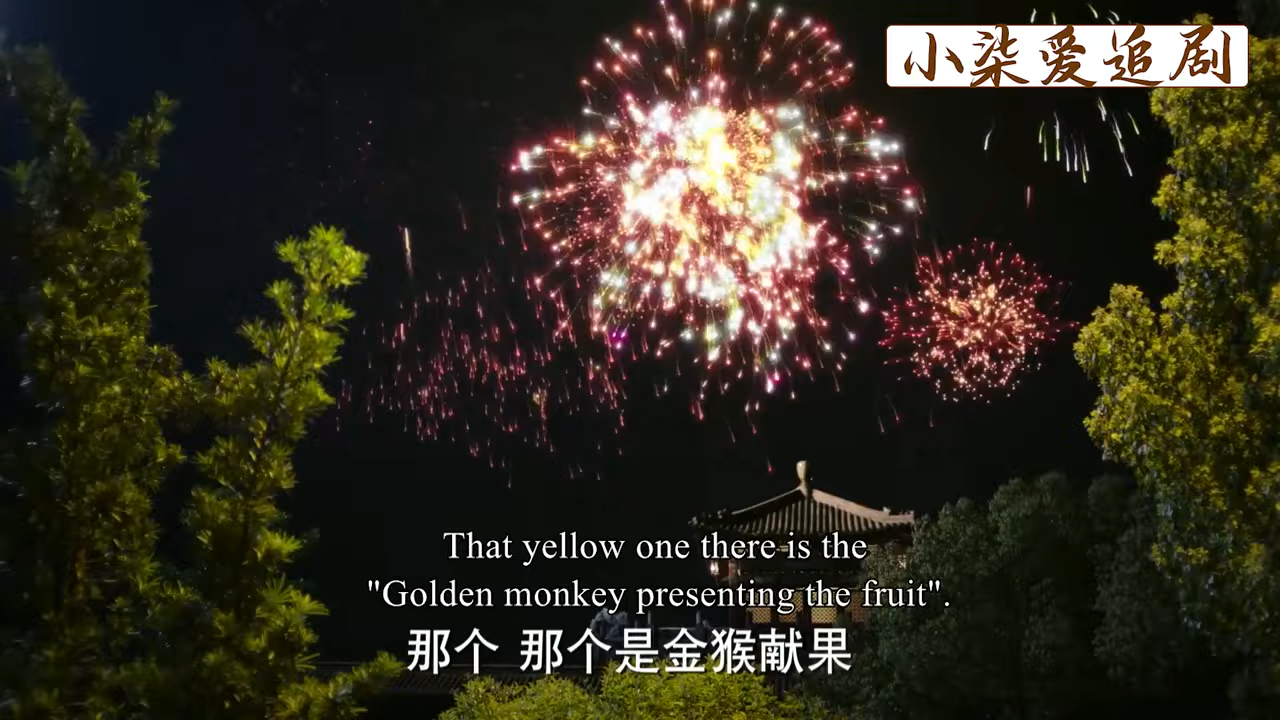 小柒爱追剧
That yellow one there is the
"Golden monkey presenting the fruit".
那个 那个是金猴献果